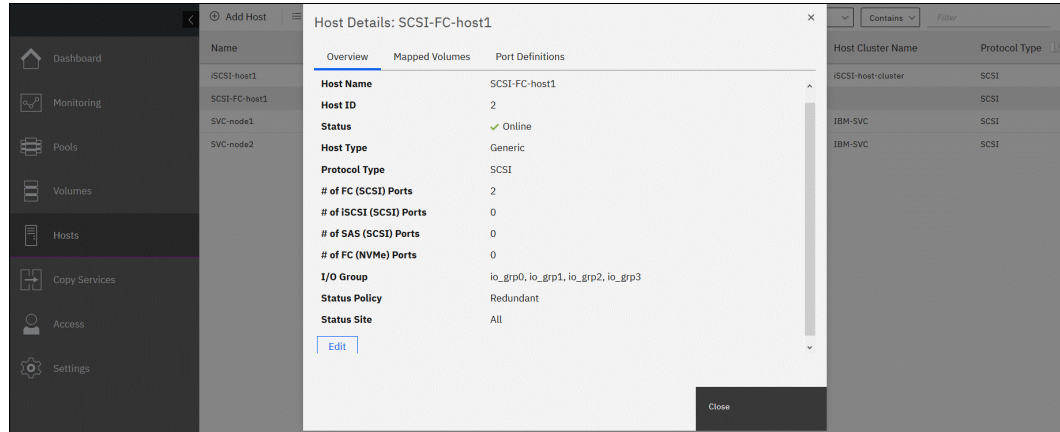 Add Host
Contains
Filter
Name
Host Cluster Name
Protocol Type
iSCSI-host1
iSCSI-host-cluster
SCSI
SCSI-FC-host1
SCSI
SVC-node1
IBM-SVC
SCSI
SVC-node2
IBM-SVC
SCSI
Dashboard
Monitoring
Pools
Volumes
Hosts
Copy Services
Access
Settings
Host Details: SCSI-FC-host1
Overview Mapped Volumes Port Definitions
Host Name SCSI-FC-host1
Host ID 2
Status Online
Host Type Generic
Protocol Type SCSI
# of FC (SCSI) Ports 2
# of iSCSI (SCSI) Ports 0
# of SAS (SCSI) Ports 0
# of FC (NVMe) Ports 0
I/O Group io_grp0, io_grp1, io_grp2, io_grp3
Status Policy Redundant
Status Site All
Edit
Close